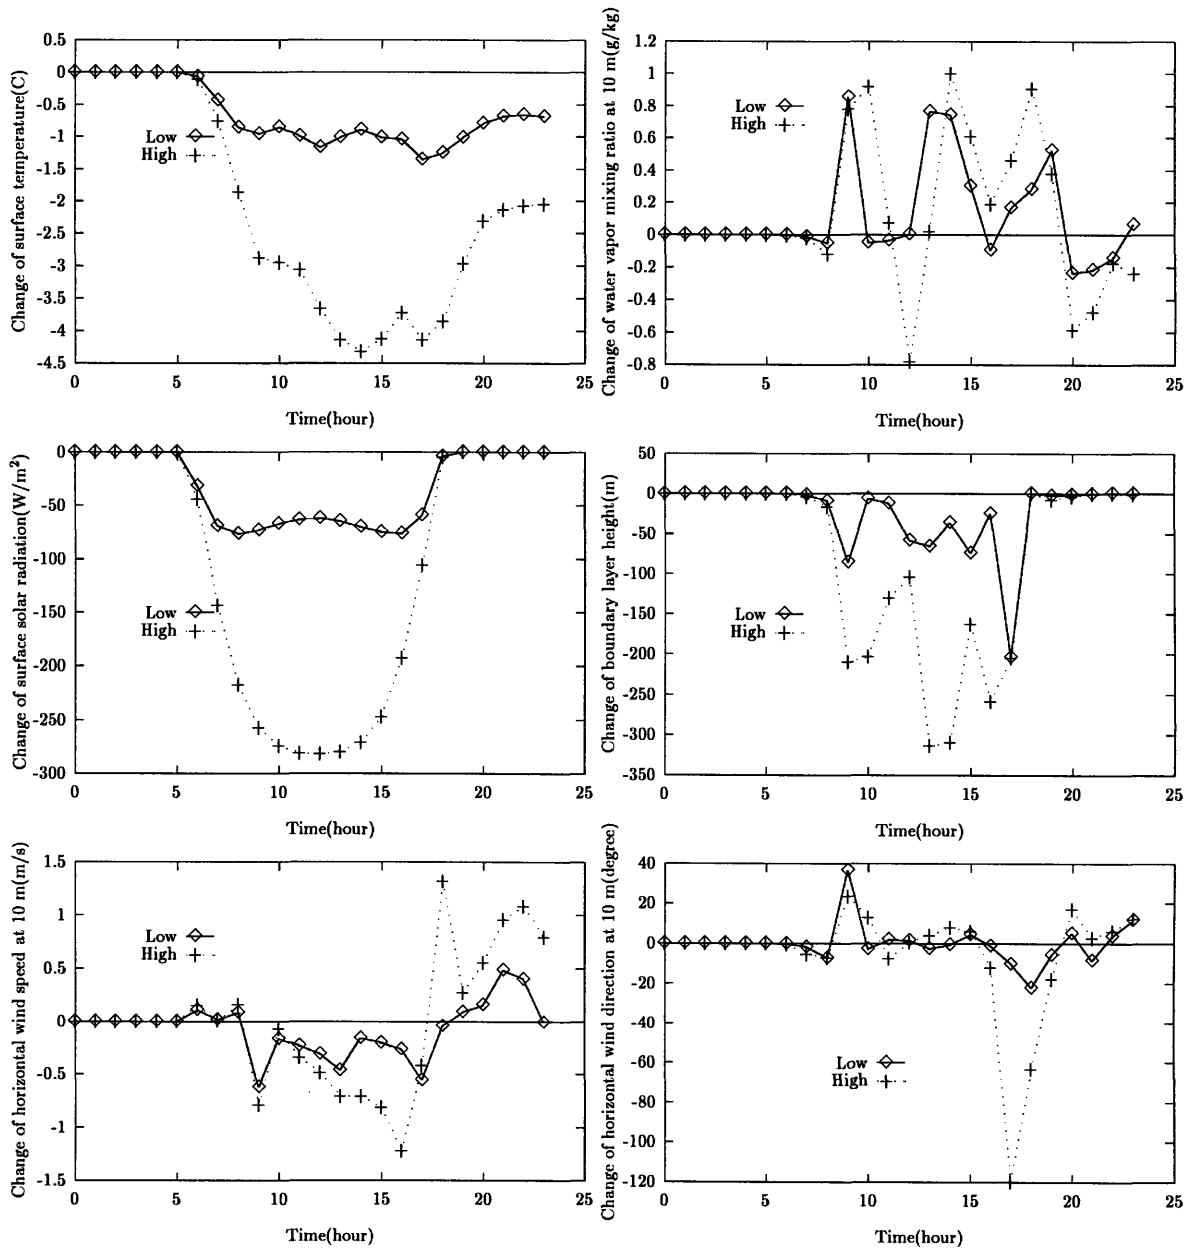 Change of surface temperature(C)
0.5
0
-0.5
-1
-1.5
-2
-2.5
-3
-3.5
-4
-4.5
Low
High
0 5 10 15 20 25
Time(hour)
Change of water vapor mixing ratio at 10 m(g/kg)
1.2
1
0.8
0.6
0.4
0.2
0
-0.2
-0.4
-0.6
-0.8
Low
High
0 5 10 15 20 25
Time(hour)
Change of surface solar radiation(W/m²)
0
-50
-100
-150
-200
-250
-300
Low
High
0 5 10 15 20 25
Time(hour)
Change of boundary layer height(m)
50
0
-50
-100
-150
-200
-250
-300
-350
Low
High
0 5 10 15 20 25
Time(hour)
Change of horizontal wind speed at 10 m(m/s)
1.5
1
0.5
0
-0.5
-1
-1.5
Low
High
0 5 10 15 20 25
Time(hour)
Change of horizontal wind direction at 10 m(degree)
40
20
0
-20
-40
-60
-80
-100
-120
Low
High
0 5 10 15 20 25
Time(hour)